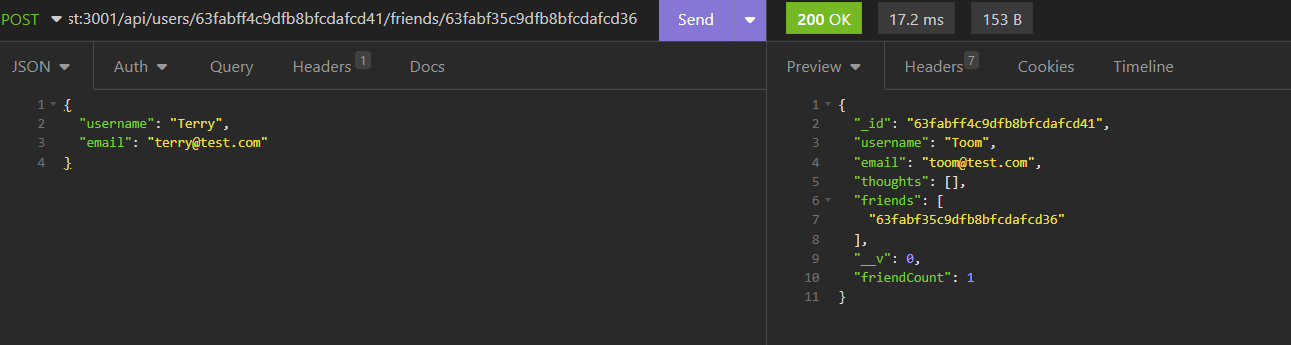 POST st:3001/api/users/63fabff4c9dfb8bfcdafcd41/friends/63fabf35c9dfb8bfcdafcd36 Send 200 OK 17.2 ms 153 B
JSON Auth Query Headers 1 Docs Preview Headers 7 Cookies Timeline
1 {
2 "username": "Terry",
3 "email": "terry@test.com"
4 }
1 {
2 "_id": "63fabff4c9dfb8bfcdafcd41",
3 "username": "Toom",
4 "email": "toom@test.com",
5 "thoughts": [],
6 "friends": [
7 "63fabf35c9dfb8bfcdafcd36"
8 ],
9 "__v": 0,
10 "friendCount": 1
11 }